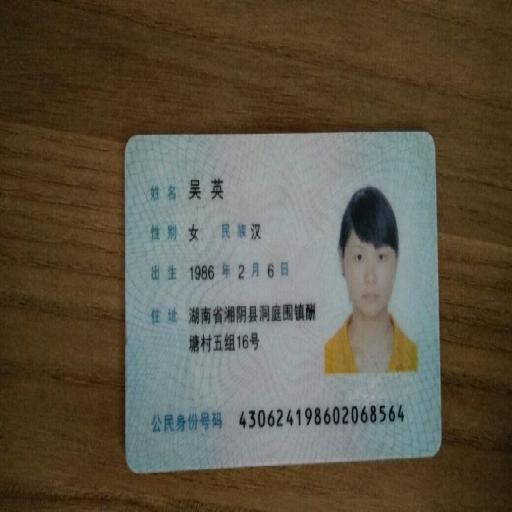 姓名 吴英
性别 女 民族 汉
出生 1986 年 2 月 6 日
住址 湖南省湘阴县洞庭围镇酬
塘村五组16号
公民身份号码 430624198602068564